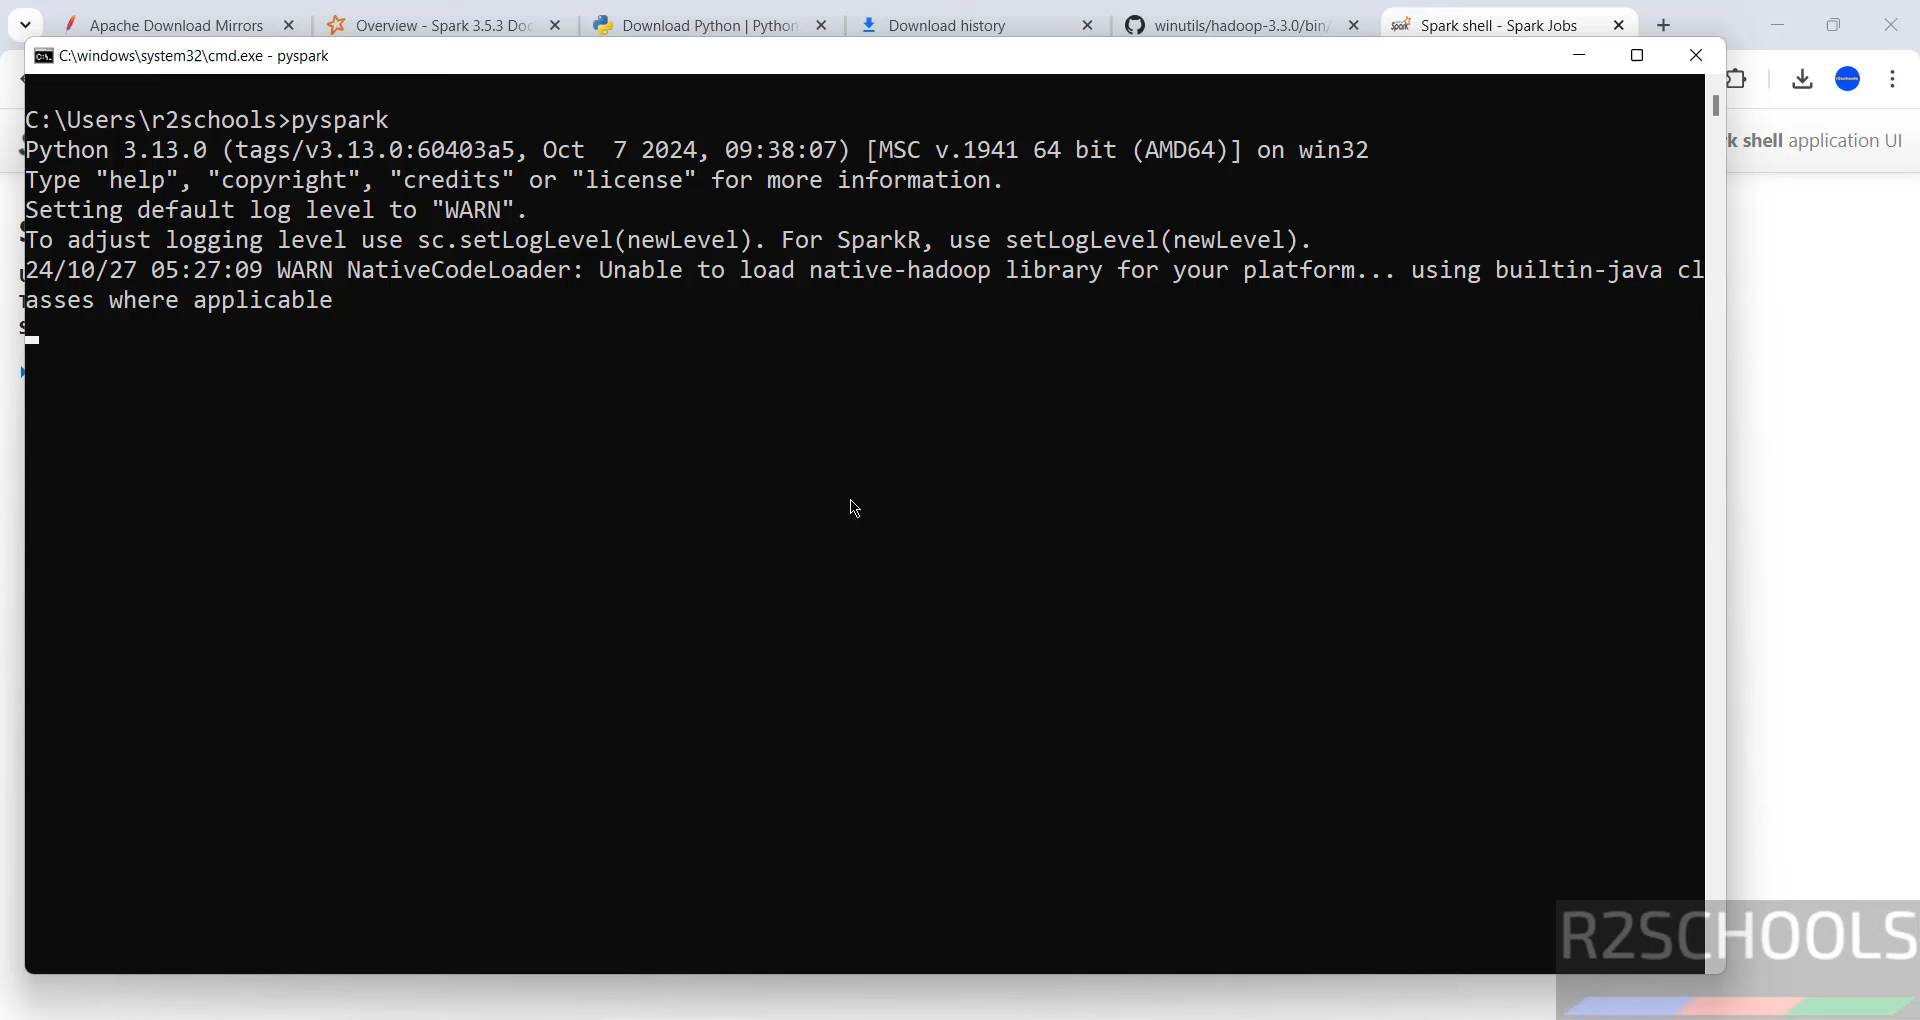 Apache Download Mirrors
Overview - Spark 3.5.3 Doc
Download Python | Python
Download history
winutils/hadoop-3.3.0/bin/
Spark shell - Spark Jobs
C:\windows\system32\cmd.exe - pyspark
shell application UI
C:\Users\r2schools>pyspark
Python 3.13.0 (tags/v3.13.0:60403a5, Oct  7 2024, 09:38:07) [MSC v.1941 64 bit (AMD64)] on win32
Type "help", "copyright", "credits" or "license" for more information.
Setting default log level to "WARN".
To adjust logging level use sc.setLogLevel(newLevel). For SparkR, use setLogLevel(newLevel).
24/10/27 05:27:09 WARN NativeCodeLoader: Unable to load native-hadoop library for your platform... using builtin-java cl
asses where applicable
R2SCHOOLS